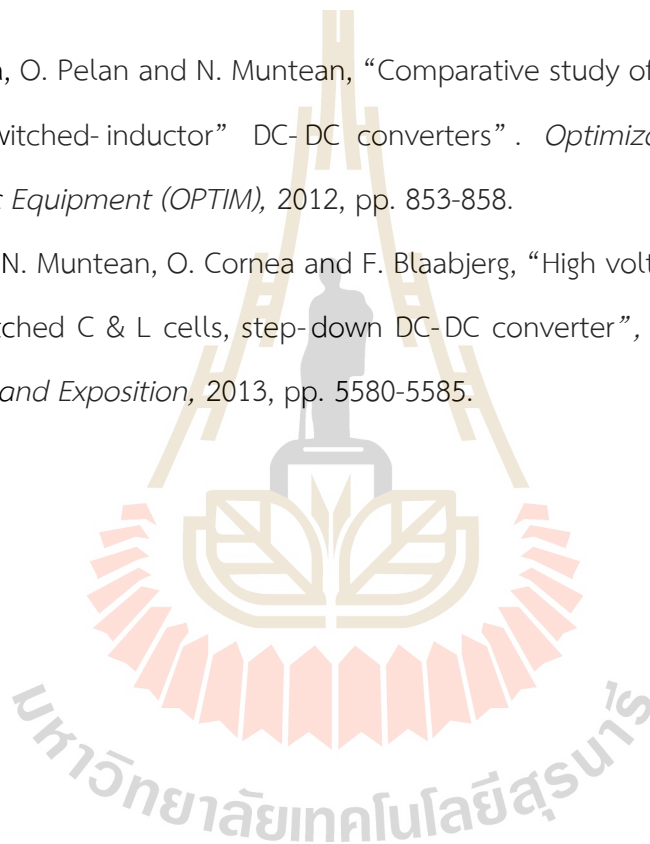 , O. Pelan and N. Muntean, “Comparative study of
witched-inductor” DC-DC converters”. Optimiza
Equipment (OPTIM), 2012, pp. 853-858.
N. Muntean, O. Cornea and F. Blaabjerg, “High volt
tched C & L cells, step-down DC-DC converter”,
and Exposition, 2013, pp. 5580-5585.
มหาวิทยาลัยเทคโนโลยีสุรนารี